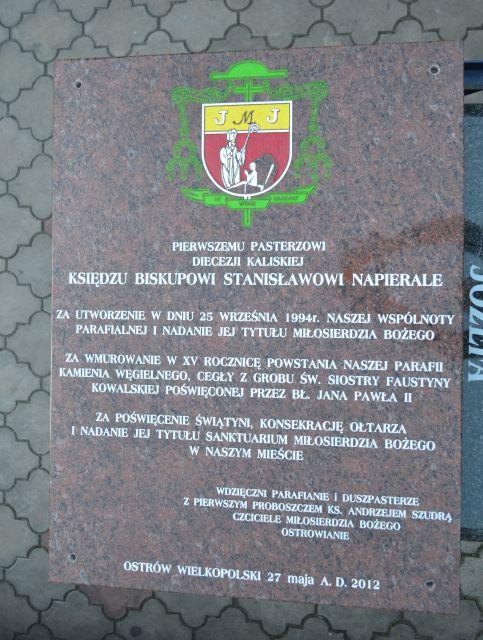 J M J
PIERWSZEMU PASTERZOWI
DIECEZJI KALISKIEJ
KSIĘDZU BISKUPOWI STANISŁAWOWI NAPIERALE
ZA UTWORZENIE W DNIU 25 WRZEŚNIA 1994r. NASZEJ WSPÓLNOTY
PARAFIALNEJ I NADANIE JEJ TYTUŁU MIŁOSIERDZIA BOŻEGO
ZA WMUROWANIE W XV ROCZNICĘ POWSTANIA NASZEJ PARAFII
KAMIENIA WĘGIELNEGO, CEGŁY Z GROBU ŚW. SIOSTRY FAUSTYNY
KOWALSKIEJ POŚWIĘCONEJ PRZEZ BŁ. JANA PAWŁA II
ZA POŚWIĘCENIE ŚWIĄTYNI, KONSEKRACJĘ OŁTARZA
I NADANIE JEJ TYTUŁU SANKTUARIUM MIŁOSIERDZIA BOŻEGO
W NASZYM MIEŚCIE
WDZIĘCZNI PARAFIANIE i DUSZPASTERZE
Z PIERWSZYM PROBOSZCZEM KS. ANDRZEJEM SZUDRĄ
CZCICIELE MIŁOSIERDZIA BOŻEGO
OSTROWIANIE
OSTRÓW WIELKOPOLSKI 27 maja A. D. 2012